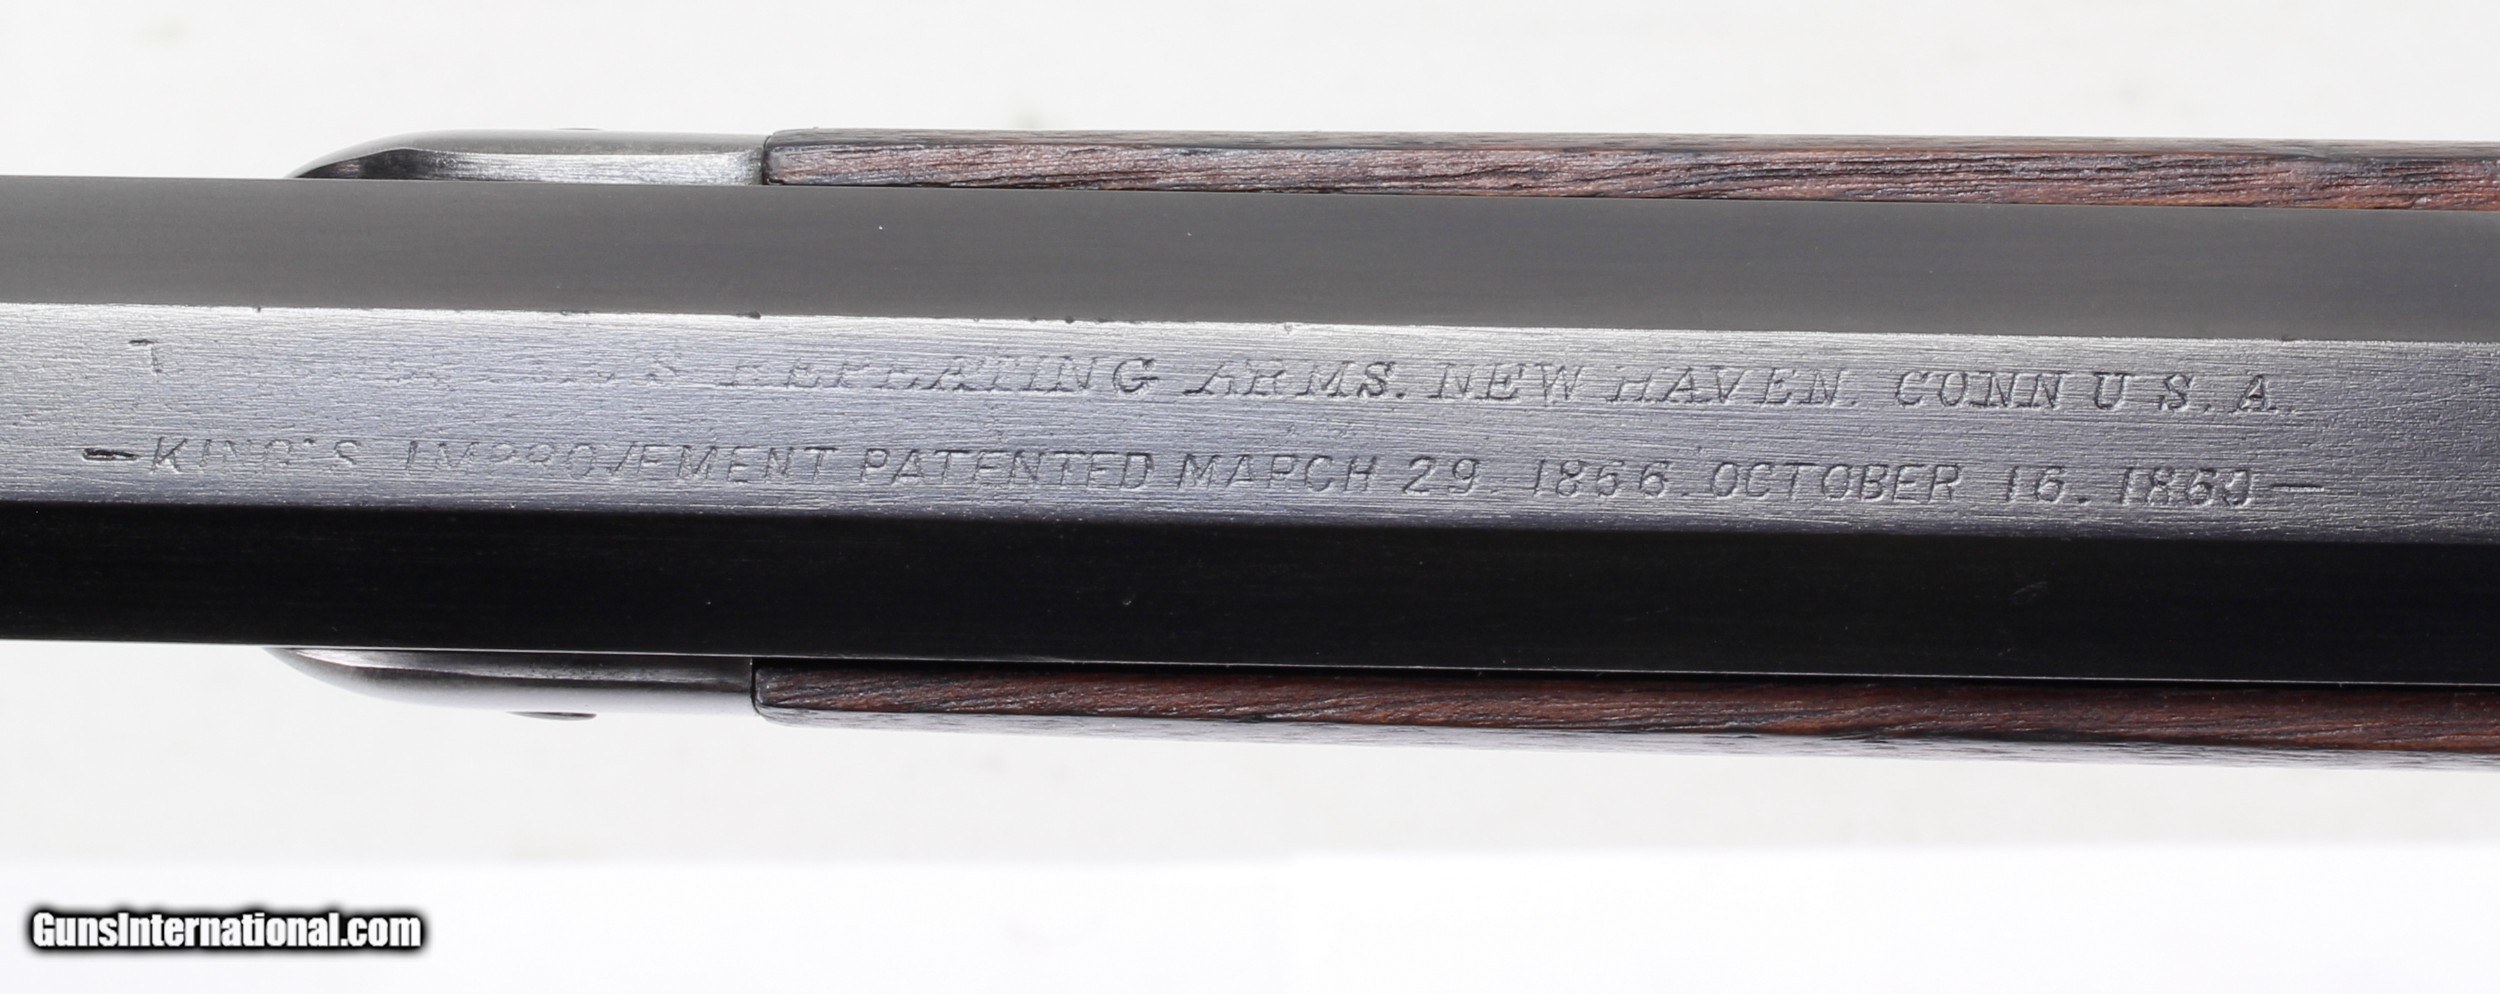 REPEATING ARMS. NEW HAVEN. CONN U.S.A.
—KING'S IMPROVEMENT PATENTED MARCH 29. 1866. OCTOBER 16. 1860—
GunsInternational.com